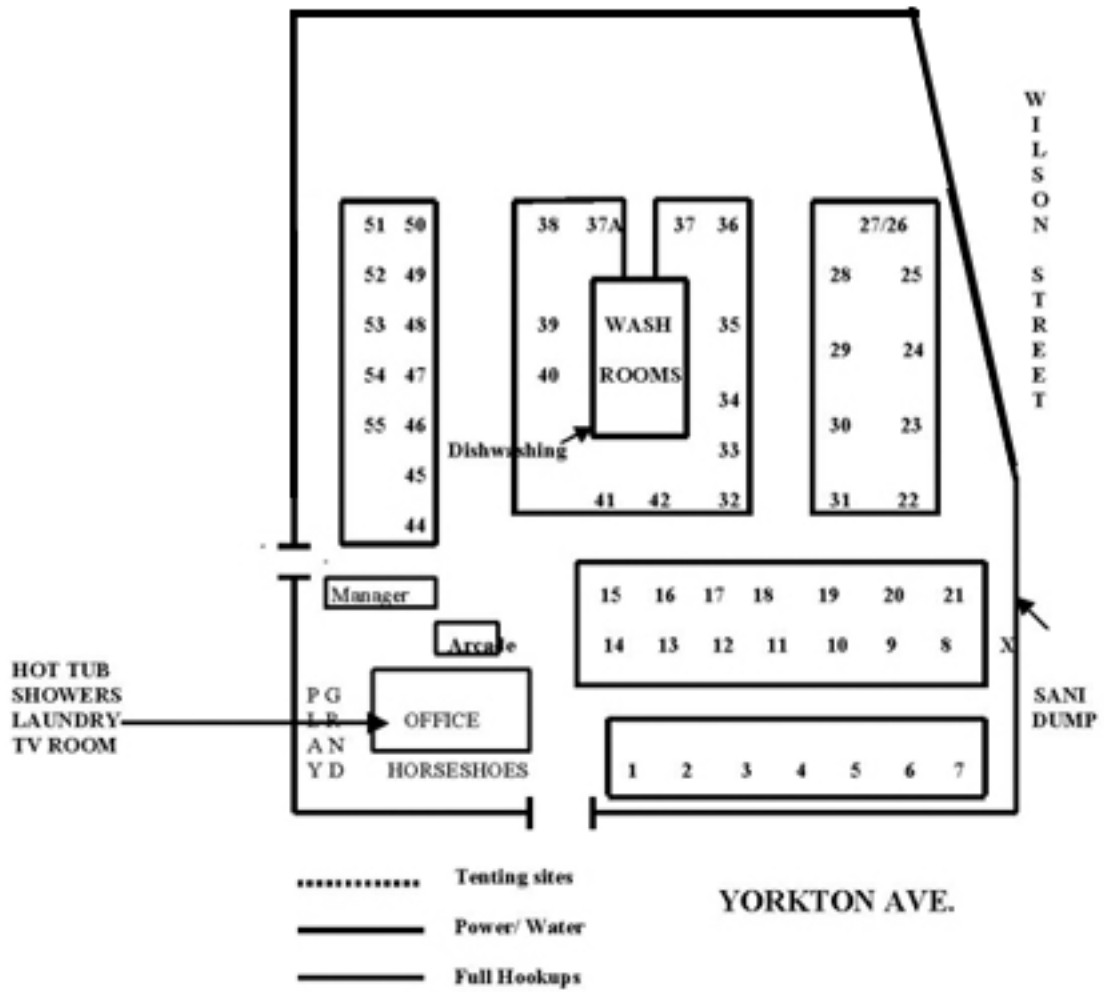 WILSON STREET
51 50
52 49
53 48
54 47
55 46
45
44
38 37A 37 36
39 35
40 34
33
41 42 32
WASH
ROOMS
Dishwashing
27/26
28 25
29 24
30 23
31 22
15 16 17 18 19 20 21
14 13 12 11 10 9 8 X
1 2 3 4 5 6 7
Manager
Arcade
HOT TUB
SHOWERS
LAUNDRY
TV ROOM
P G
L R
A N
Y D
OFFICE
HORSESHOES
SANI
DUMP
Tenting sites
Power/ Water
Full Hookups
YORKTON AVE.